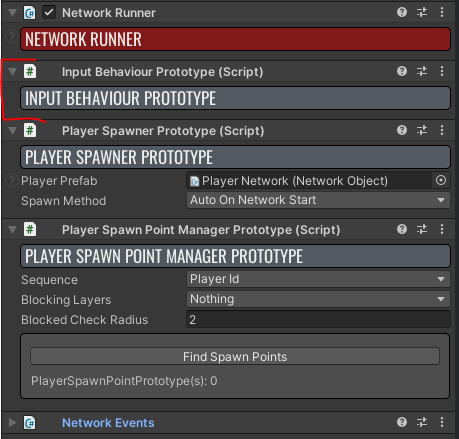 Network Runner
NETWORK RUNNER
Input Behaviour Prototype (Script)
INPUT BEHAVIOUR PROTOTYPE
Player Spawner Prototype (Script)
PLAYER SPAWNER PROTOTYPE
Player Prefab Player Network (Network Object)
Spawn Method Auto On Network Start
Player Spawn Point Manager Prototype (Script)
PLAYER SPAWN POINT MANAGER PROTOTYPE
Sequence Player Id
Blocking Layers Nothing
Blocked Check Radius 2
Find Spawn Points
PlayerSpawnPointPrototype(s): 0
Network Events